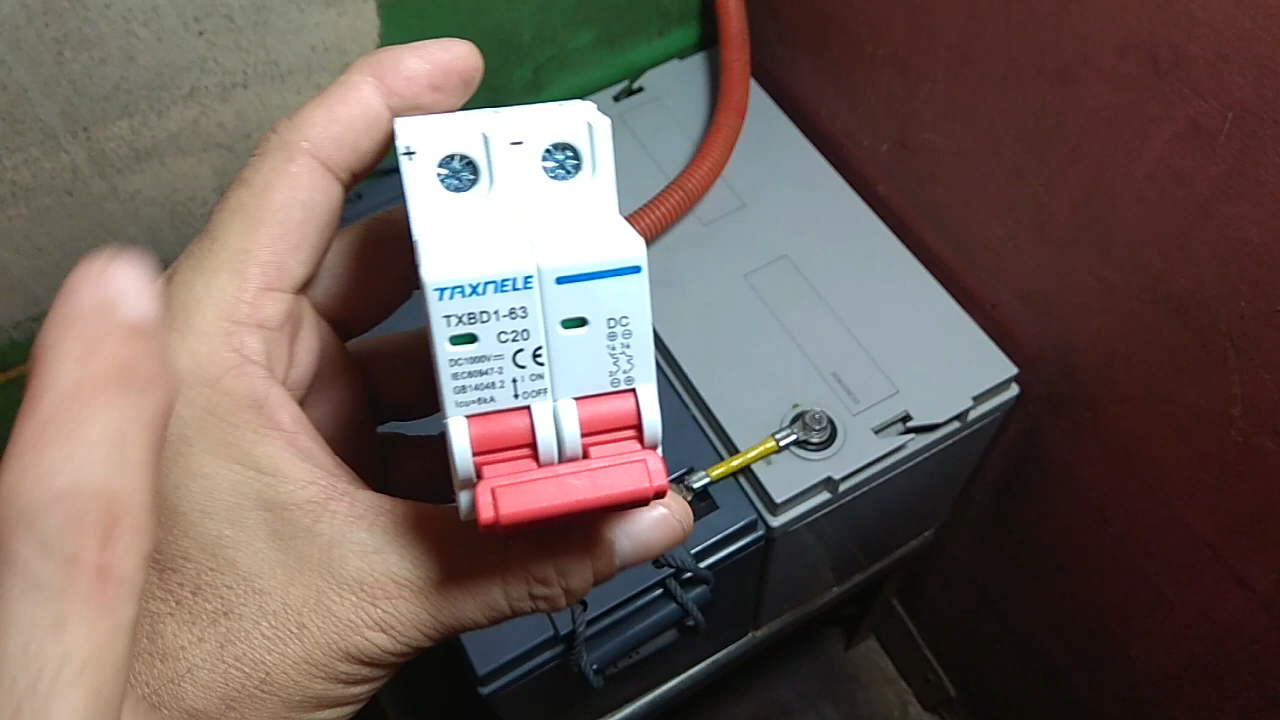 + -
TAXNELE
TXBD1-63
C20
DC1000V⎓
CE
IEC60947-2
GB14048.2
Icu=6kA
I ON
O OFF
DC